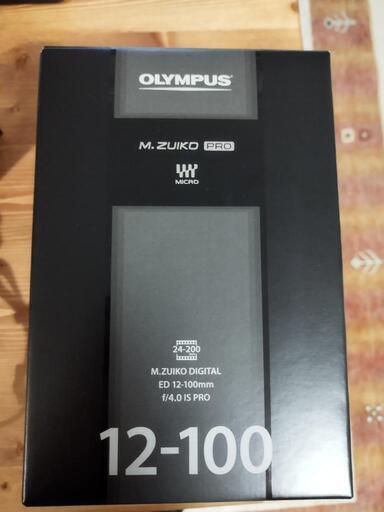 OLYMPUS
M.ZUIKO PRO
MICRO
24-200
M.ZUIKO DIGITAL
ED 12-100mm
f/4.0 IS PRO
12-100